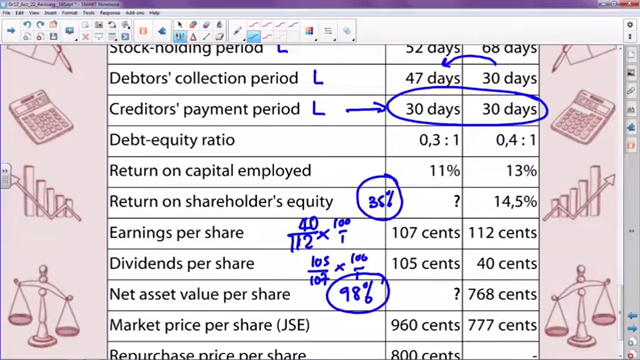 Gr12_Acc_22_Revising_18Sept * - SMART Notebook
File Edit View Insert Format Tools Add-ons Help
Stock-holding period L 52 days 68 days
Debtors' collection period L 47 days 30 days
Creditors' payment period L 30 days 30 days
Debt-equity ratio 0,3 : 1 0,4 : 1
Return on capital employed 11% 13%
Return on shareholder's equity 35% ? 14,5%
Earnings per share 40/112 × 100/1 107 cents 112 cents
Dividends per share 105/107 × 100/1 105 cents 40 cents
Net asset value per share 98% ? 768 cents
Market price per share (JSE) 960 cents 777 cents
Repurchase price per share 800 cents -